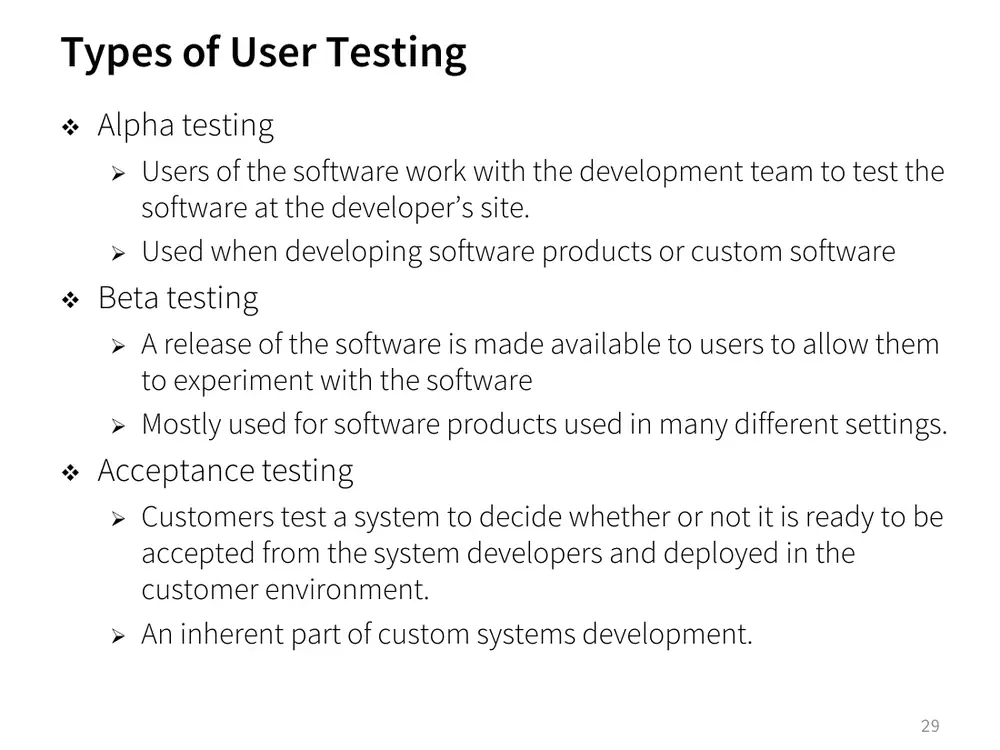 Types of User Testing
❖ Alpha testing
➢ Users of the software work with the development team to test the
software at the developer’s site.
➢ Used when developing software products or custom software
❖ Beta testing
➢ A release of the software is made available to users to allow them
to experiment with the software
➢ Mostly used for software products used in many different settings.
❖ Acceptance testing
➢ Customers test a system to decide whether or not it is ready to be
accepted from the system developers and deployed in the
customer environment.
➢ An inherent part of custom systems development.
29